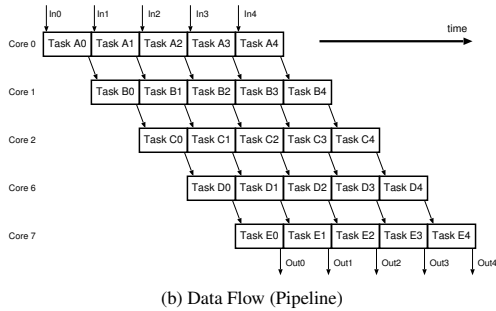 In0 In1 In2 In3 In4
time
Core 0 Task A0 Task A1 Task A2 Task A3 Task A4
Core 1 Task B0 Task B1 Task B2 Task B3 Task B4
Core 2 Task C0 Task C1 Task C2 Task C3 Task C4
Core 6 Task D0 Task D1 Task D2 Task D3 Task D4
Core 7 Task E0 Task E1 Task E2 Task E3 Task E4
Out0 Out1 Out2 Out3 Out4
(b) Data Flow (Pipeline)